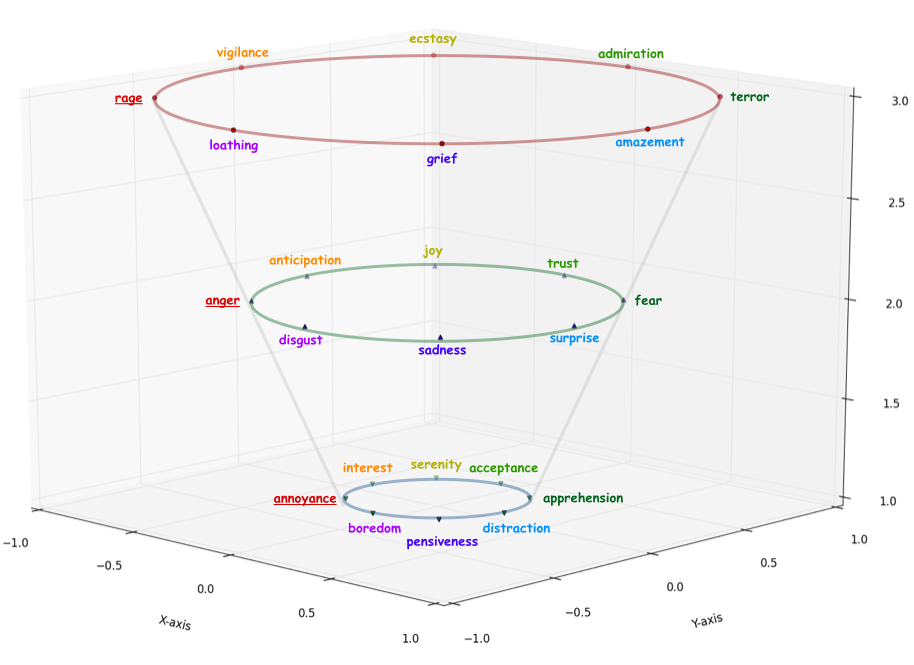 ecstasy
vigilance
admiration
rage
terror
3.0
loathing
amazement
grief
2.5
joy
anticipation
trust
anger
fear
2.0
disgust
surprise
sadness
1.5
interest
serenity
acceptance
annoyance
apprehension
1.0
boredom
distraction
pensiveness
−1.0
1.0
−0.5
0.5
0.0
0.0
0.5
−0.5
X-axis
Y-axis
1.0
−1.0